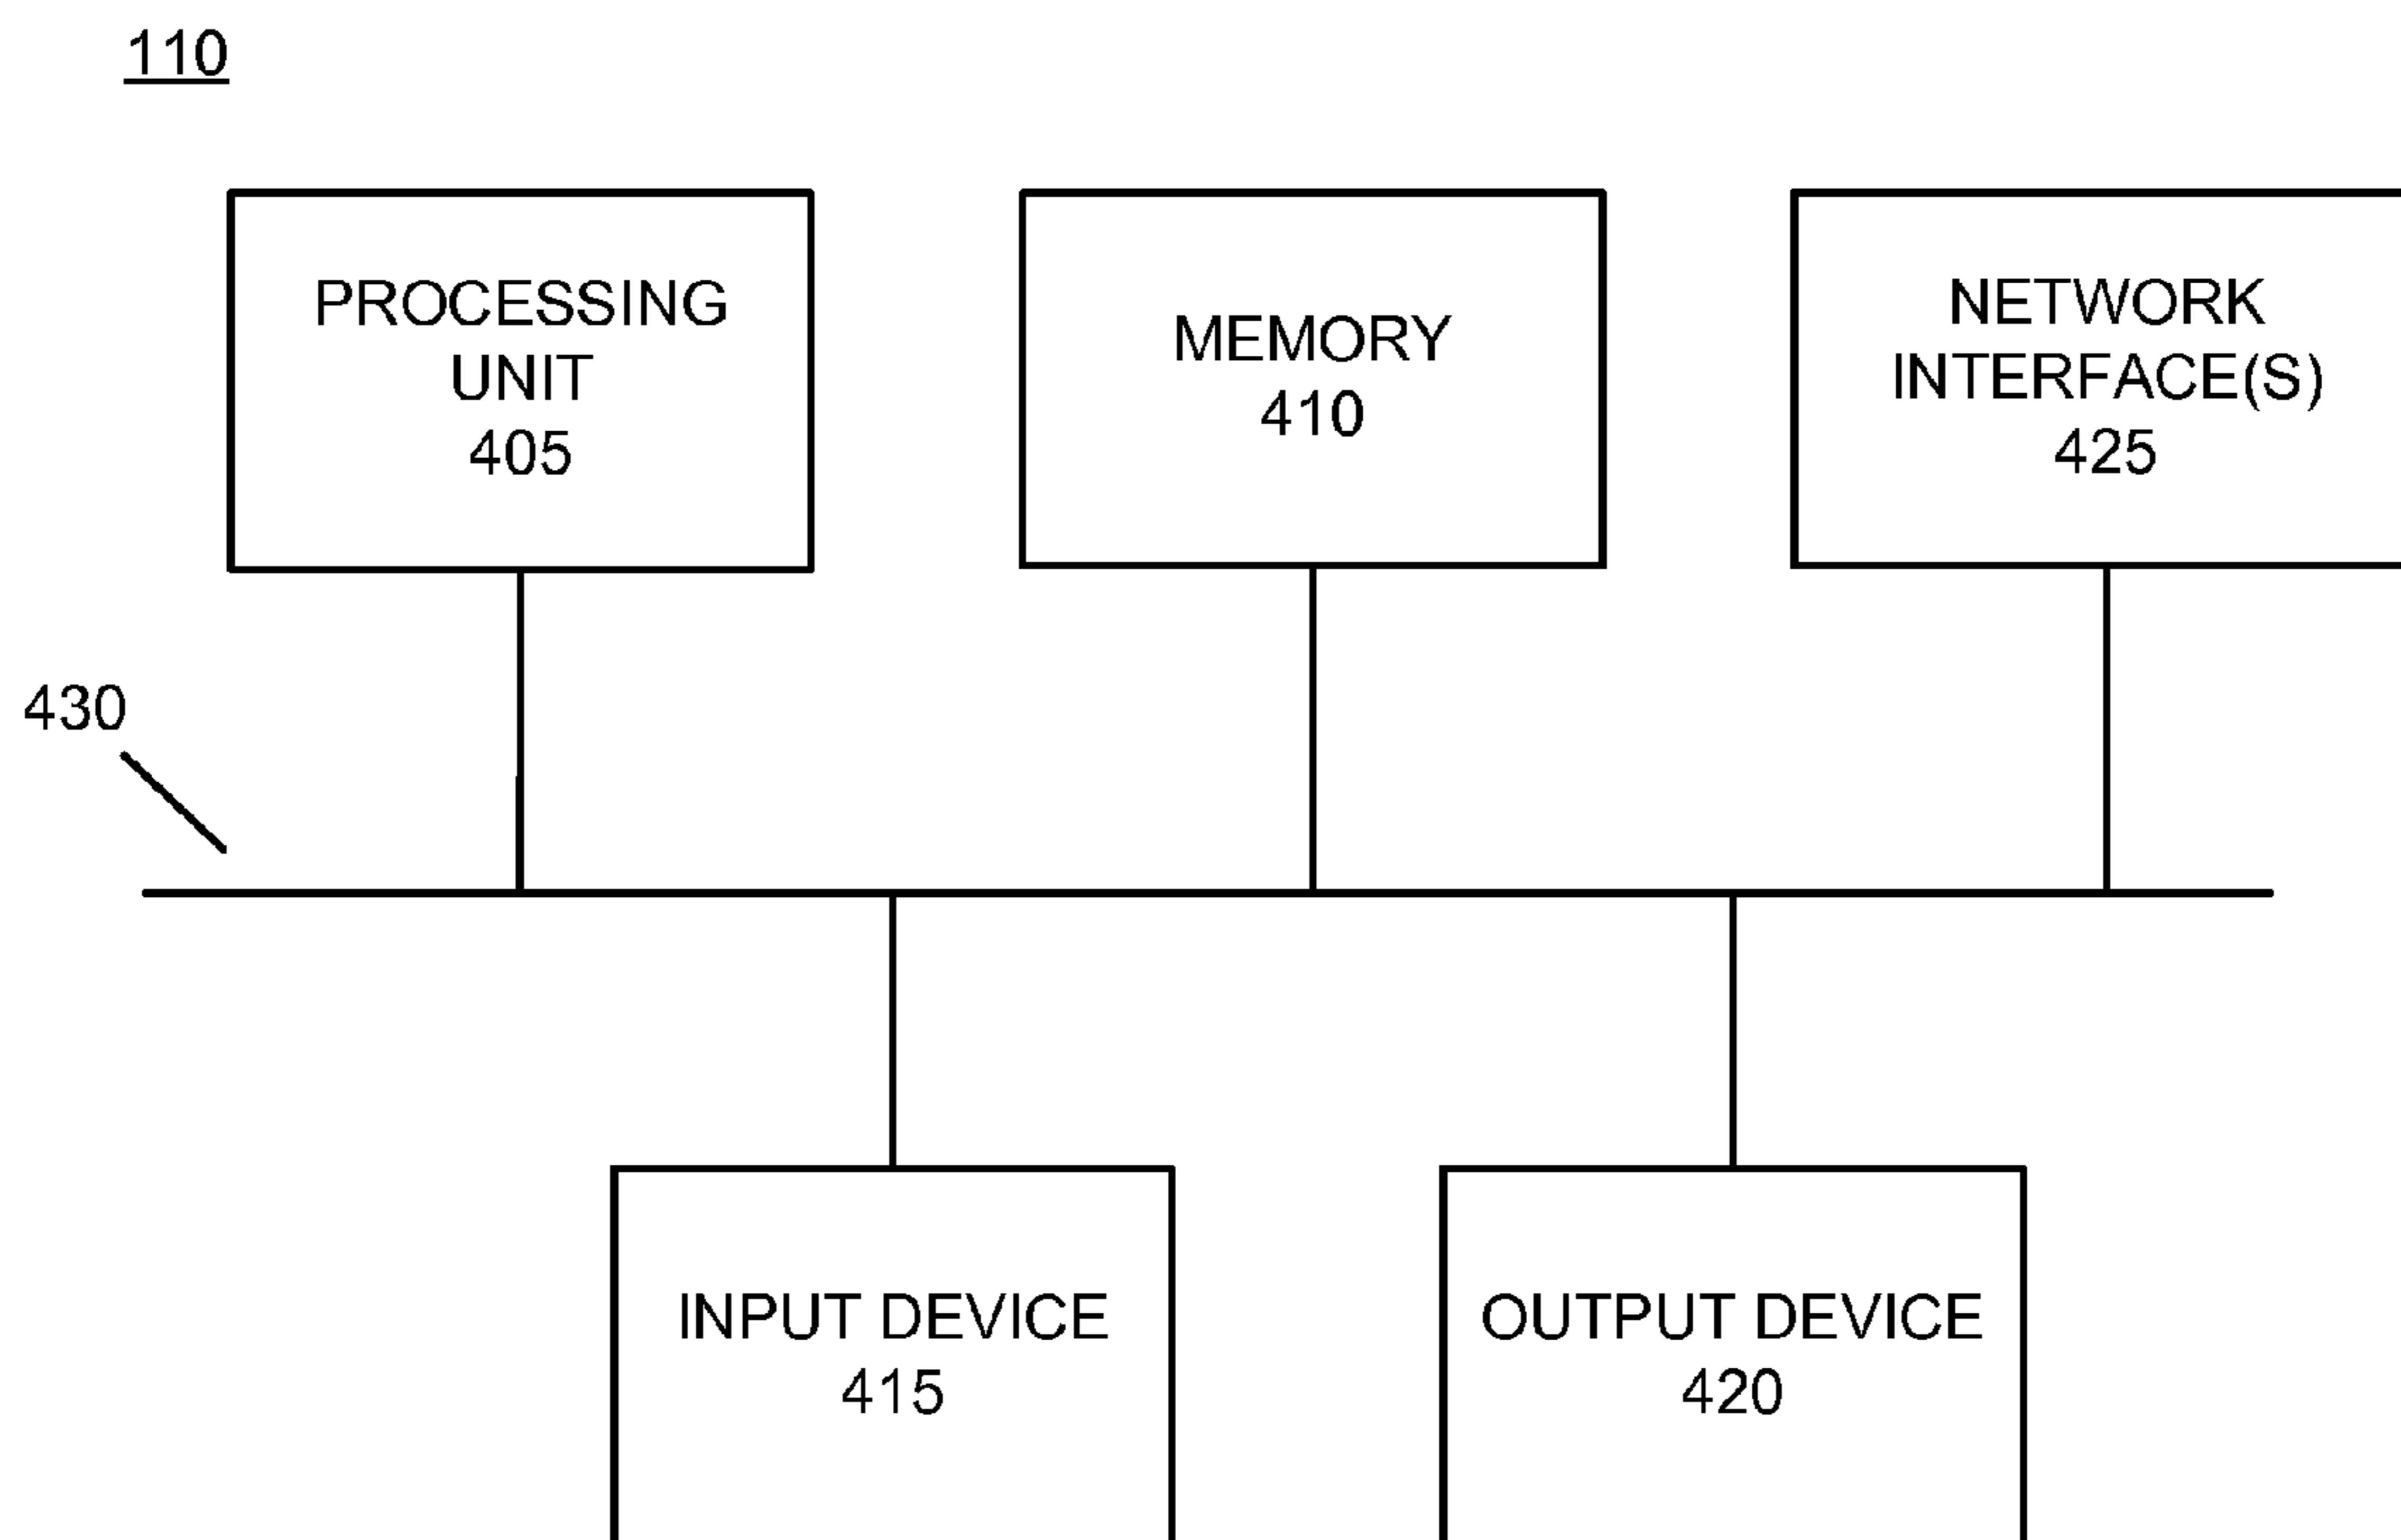 110
PROCESSING
UNIT
405
MEMORY
410
NETWORK
INTERFACE(S)
425
430
INPUT DEVICE
415
OUTPUT DEVICE
420